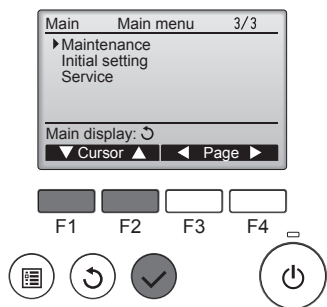 Main Main menu 3/3
Maintenance
Initial setting
Service
Main display:
Cursor Page
F1 F2 F3 F4